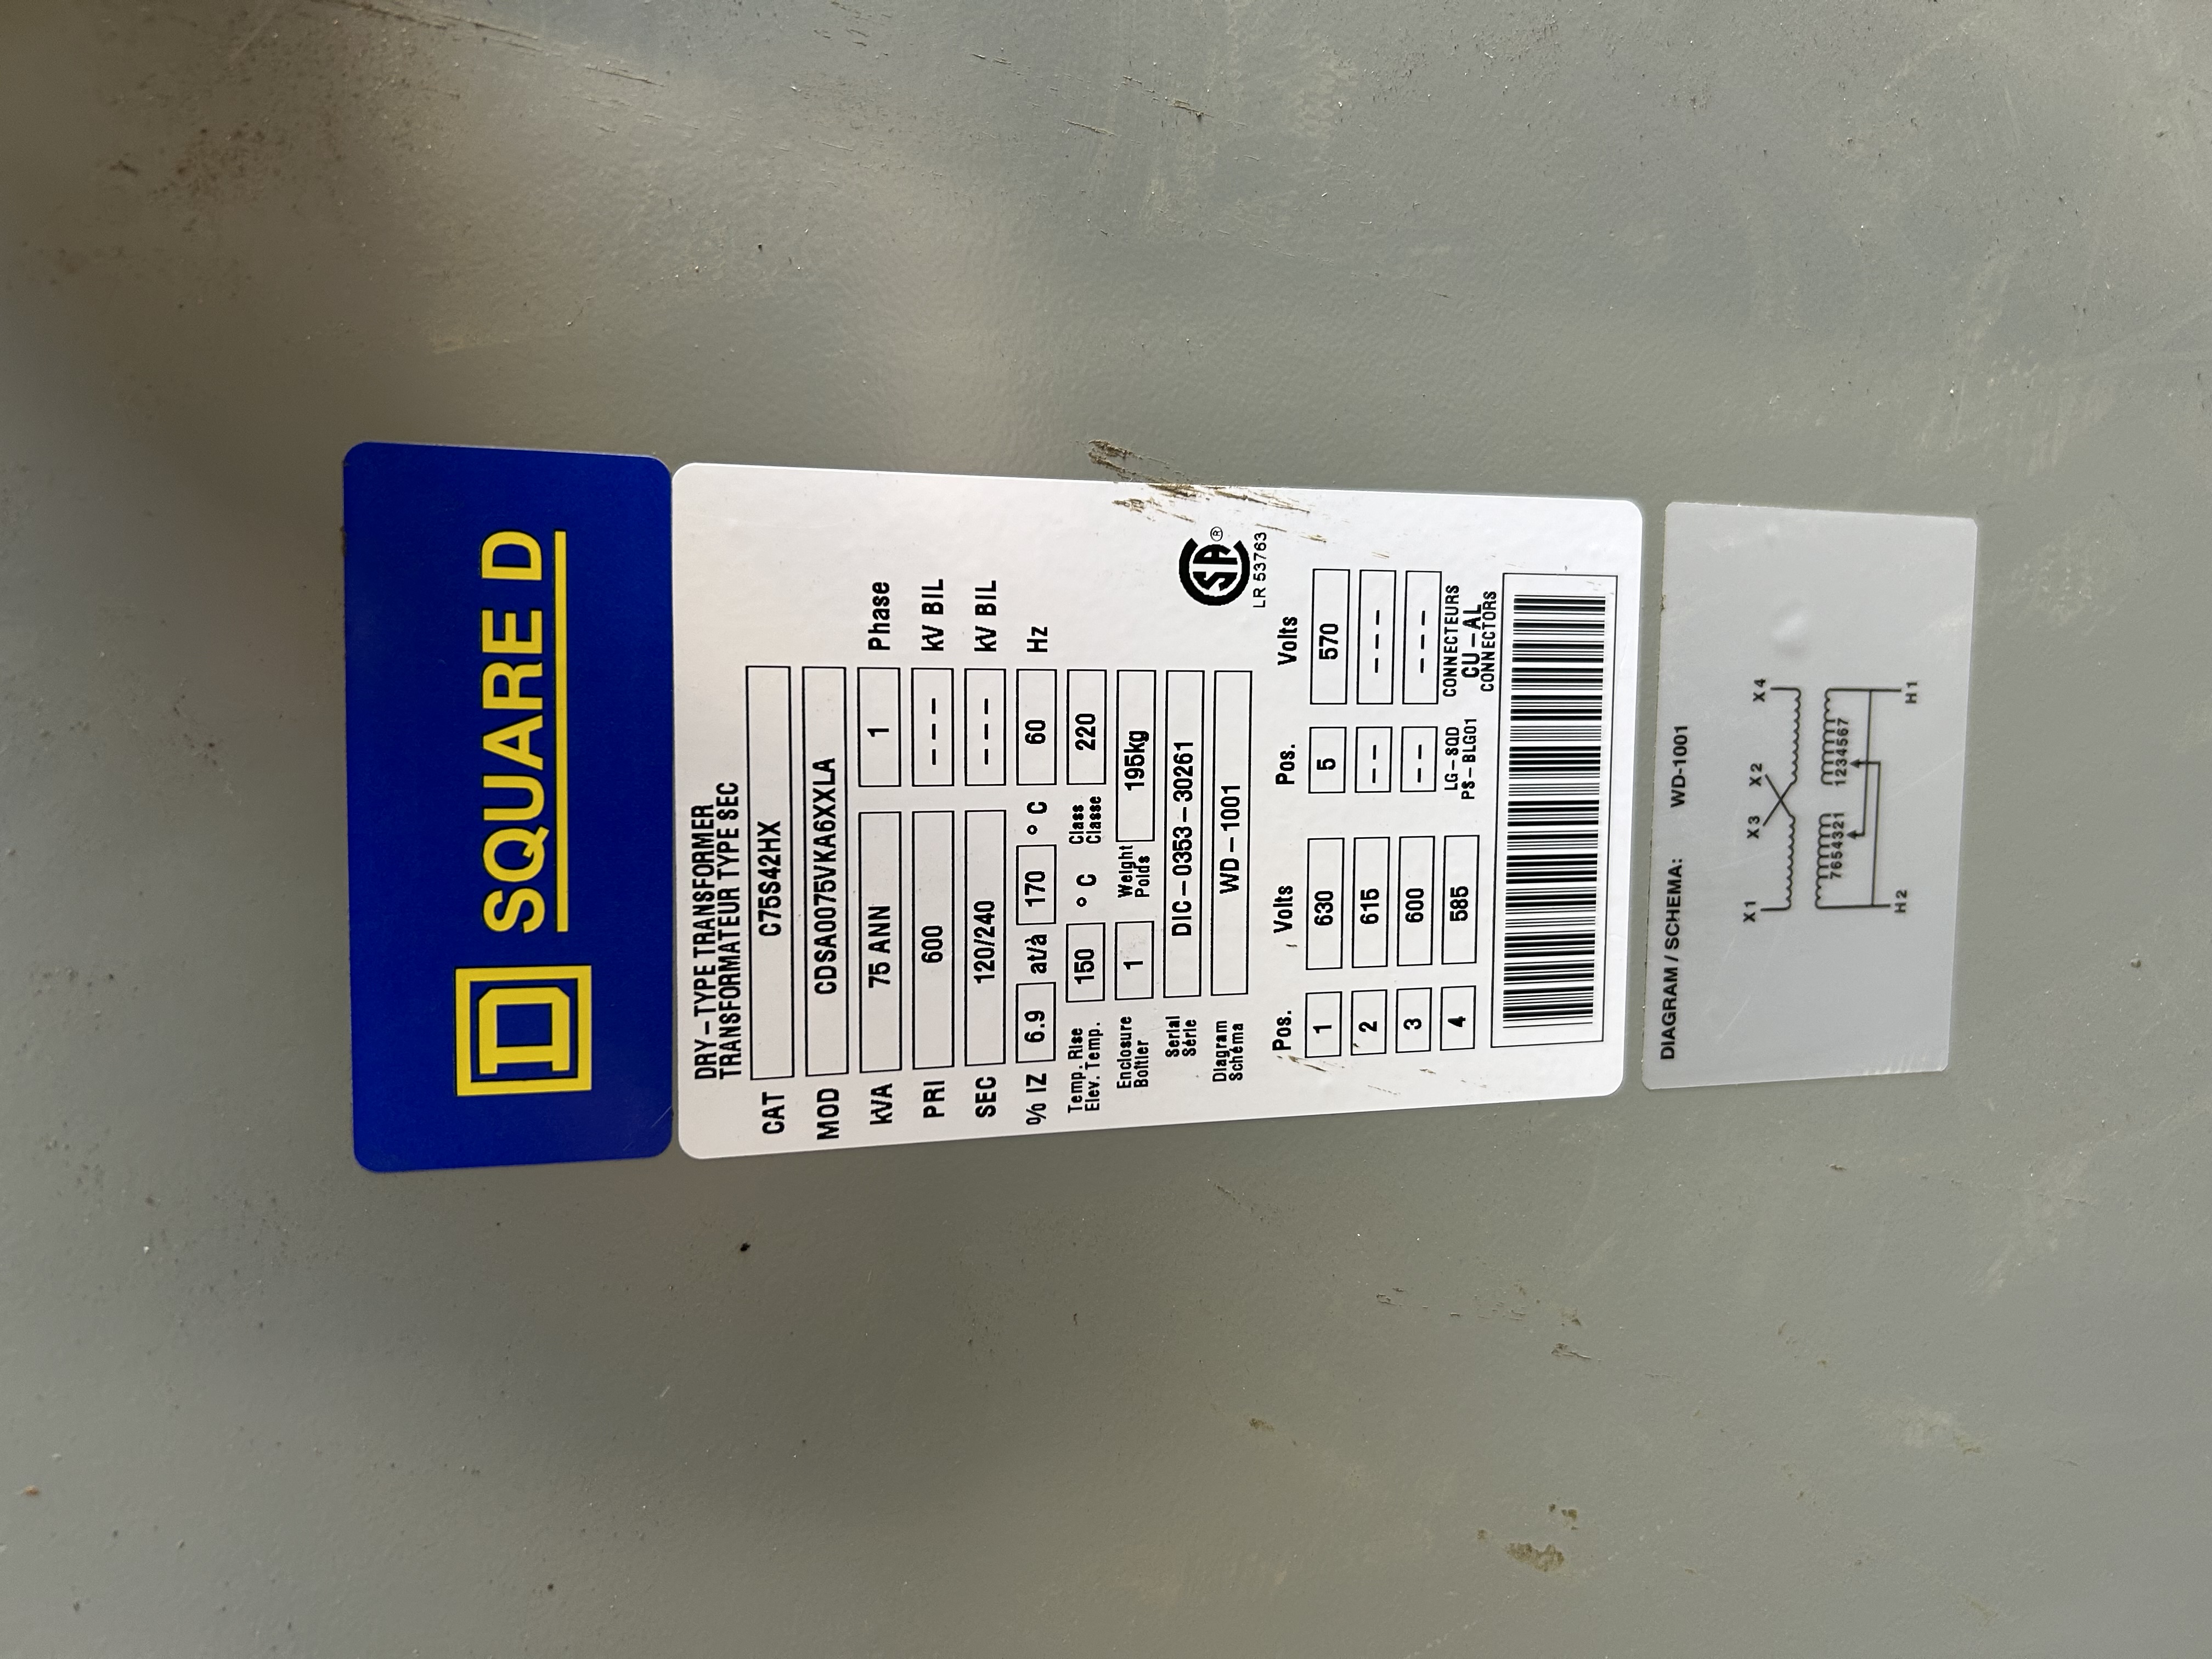 D SQUARE D
DRY-TYPE TRANSFORMER
TRANSFORMATEUR TYPE SEC
CAT C75S42HX
MOD CDSA0075VKA6XXLA
kVA 75 ANN 1 Phase
PRI 600 --- kV BIL
SEC 120/240 --- kV BIL
% IZ 6.9 at/à 170 °C 60 Hz
Temp. Rise
Elev. Temp. 150 °C Class
Classe 220
Enclosure
Boîtier 1 Weight
Poids 195kg
Serial
Série DIC-0353-30261
Diagram
Schéma WD-1001
CSA ®
LR 53763
Pos. Volts Pos. Volts
1 630 5 570
2 615 -- ---
3 600 -- ---
4 585 LG-SQD
PS-BLG01
CONNECTEURS
CU-AL
CONNECTORS
DIAGRAM / SCHEMA: WD-1001
X1 X3 X2 X4
7654321 1234567
H2 H1